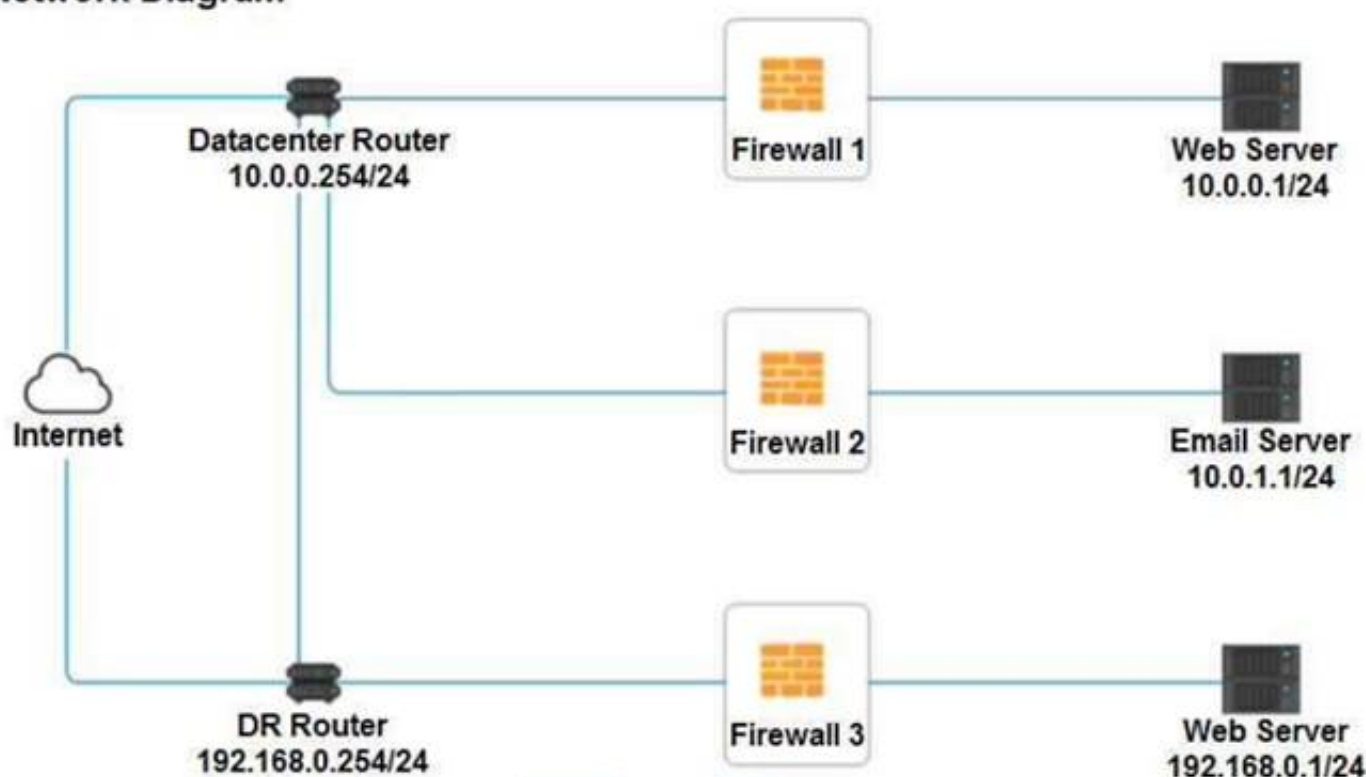 Network Diagram
Datacenter Router
10.0.0.254/24
Firewall 1
Web Server
10.0.0.1/24
Internet
Firewall 2
Email Server
10.0.1.1/24
DR Router
192.168.0.254/24
Firewall 3
Web Server
192.168.0.1/24